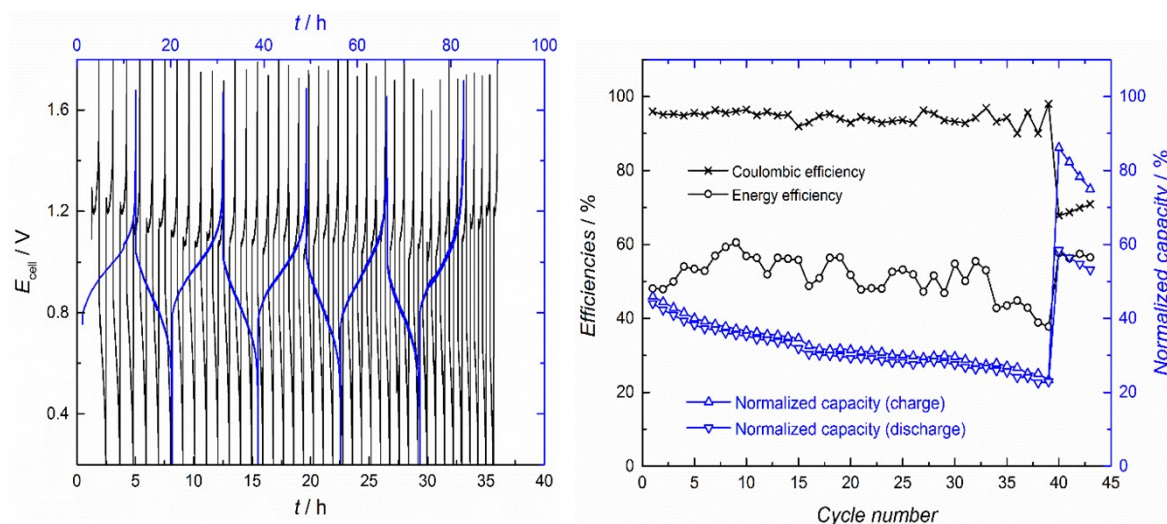 t / h
0 20 40 60 80 100
E cell / V
1.6
1.2
0.8
0.4
0 5 10 15 20 25 30 35 40
t / h
Efficiencies / %
100
80
60
40
20
0
Coulombic efficiency
Energy efficiency
Normalized capacity (charge)
Normalized capacity (discharge)
100
80
60
40
20
0
Normalized capacity / %
0 5 10 15 20 25 30 35 40 45
Cycle number